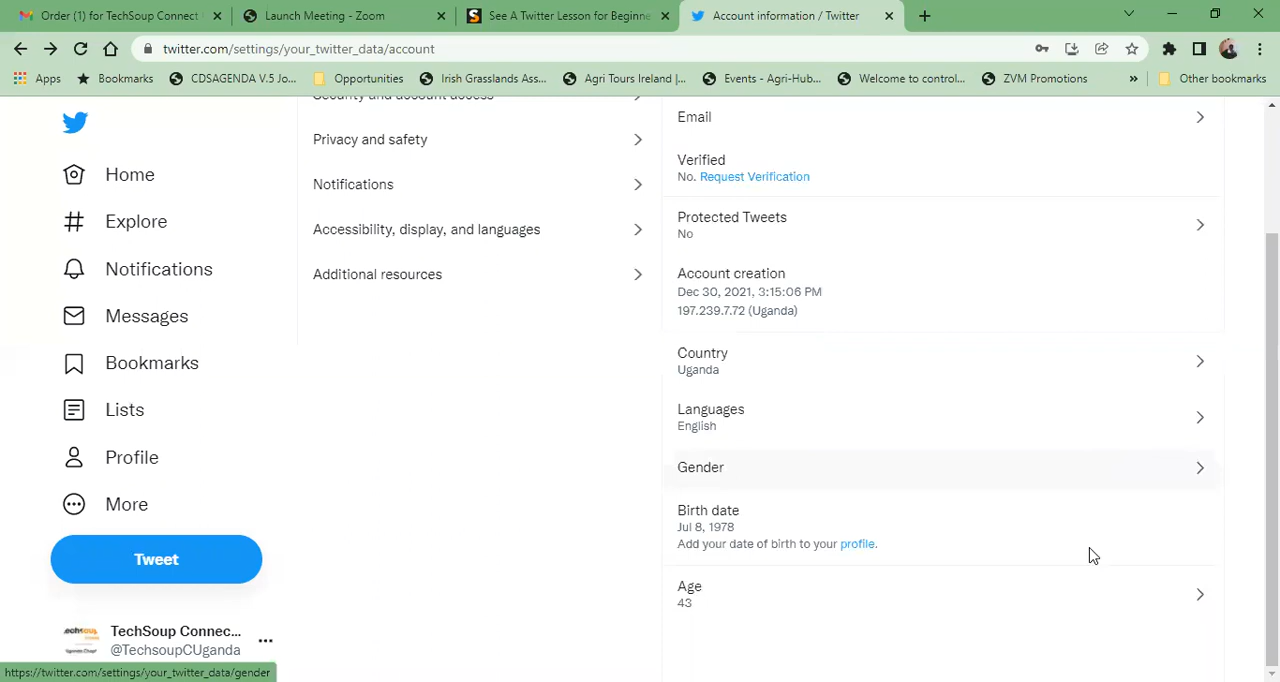 Order (1) for TechSoup Connect
Launch Meeting - Zoom
See A Twitter Lesson for Beginne
Account information / Twitter
twitter.com/settings/your_twitter_data/account
Apps
Bookmarks
CDSAGENDA V.5 Jo...
Opportunities
Irish Grasslands Ass...
Agri Tours Ireland |...
Events - Agri-Hub...
Welcome to control...
ZVM Promotions
»
Other bookmarks
Home
Explore
Notifications
Messages
Bookmarks
Lists
Profile
More
Tweet
TechSoup Connec...
@TechsoupCUganda
Security and account access
Privacy and safety
Notifications
Accessibility, display, and languages
Additional resources
Email
Verified
No. Request Verification
Protected Tweets
No
Account creation
Dec 30, 2021, 3:15:06 PM
197.239.7.72 (Uganda)
Country
Uganda
Languages
English
Gender
Birth date
Jul 8, 1978
Add your date of birth to your profile.
Age
43
https://twitter.com/settings/your_twitter_data/gender